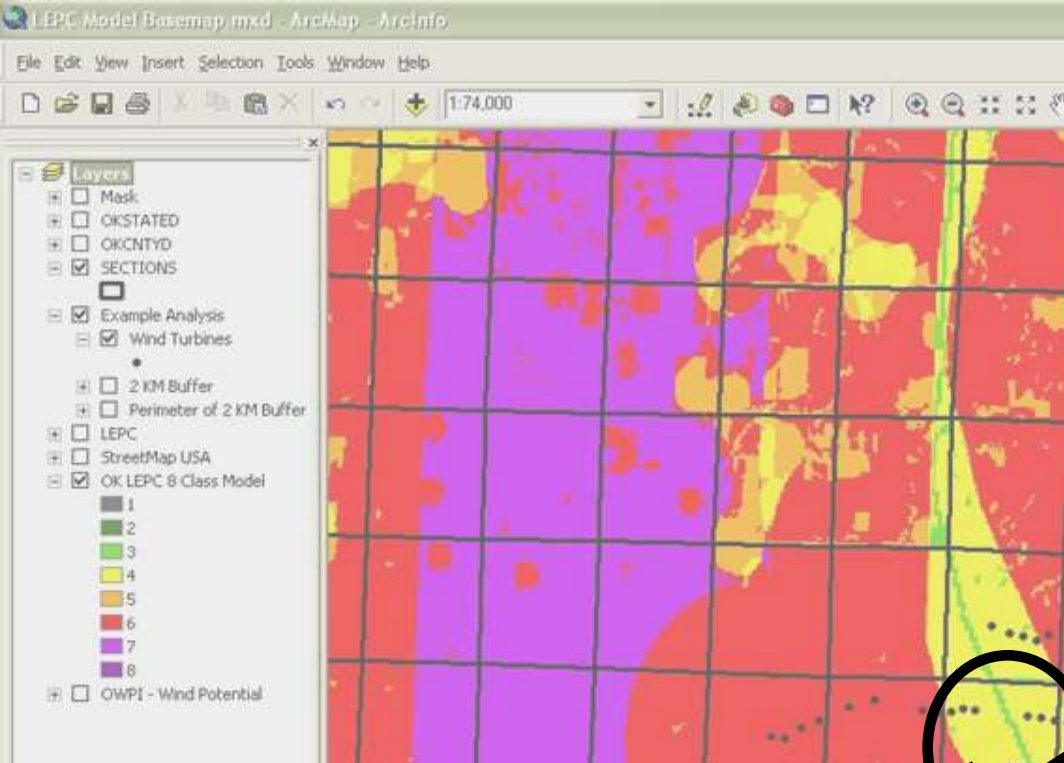 LEPC Model Basemap.mxd - ArcMap - ArcInfo
File Edit View Insert Selection Tools Window Help
1:74,000
Layers
Mask
OKSTATED
OKCNTYD
SECTIONS
Example Analysis
Wind Turbines
2 KM Buffer
Perimeter of 2 KM Buffer
LEPC
StreetMap USA
OK LEPC 8 Class Model
1
2
3
4
5
6
7
8
OWPI - Wind Potential